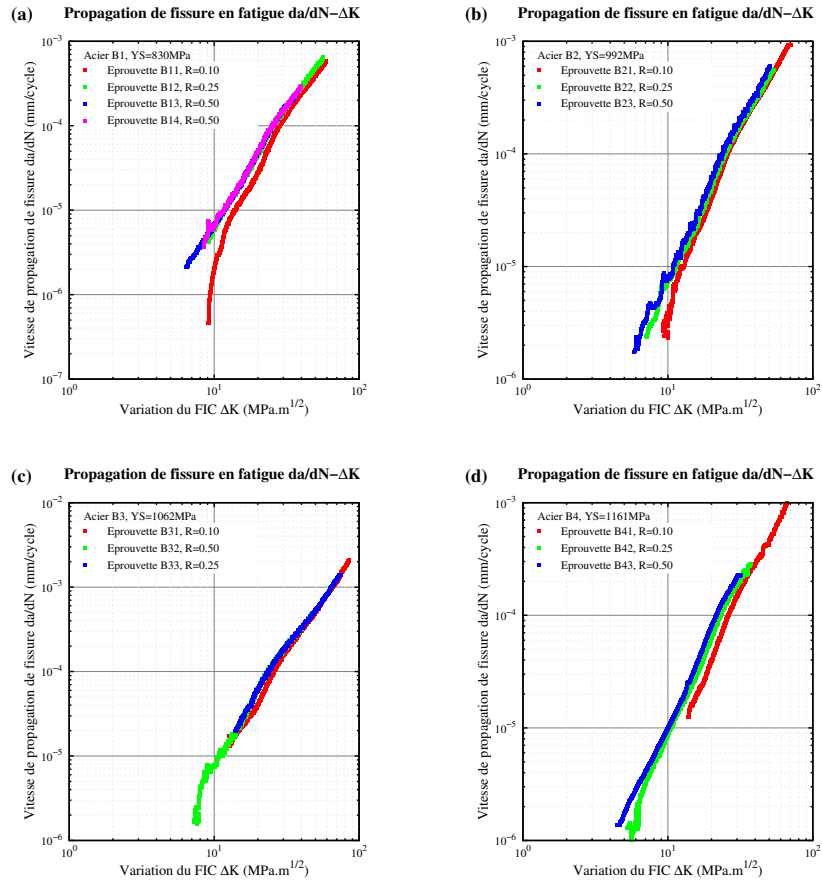 (a) Propagation de fissure en fatigue da/dN−ΔK
Vitesse de propagation de fissure da/dN (mm/cycle)
10⁻³
10⁻⁴
10⁻⁵
10⁻⁶
10⁻⁷
Acier B1, YS=830MPa
Eprouvette B11, R=0.10
Eprouvette B12, R=0.25
Eprouvette B13, R=0.50
Eprouvette B14, R=0.50
10⁰ 10¹ 10²
Variation du FIC ΔK (MPa.m^1/2)
(b) Propagation de fissure en fatigue da/dN−ΔK
Vitesse de propagation de fissure da/dN (mm/cycle)
10⁻³
10⁻⁴
10⁻⁵
10⁻⁶
Acier B2, YS=992MPa
Eprouvette B21, R=0.10
Eprouvette B22, R=0.25
Eprouvette B23, R=0.50
10⁰ 10¹ 10²
Variation du FIC ΔK (MPa.m^1/2)
(c) Propagation de fissure en fatigue da/dN−ΔK
Vitesse de propagation de fissure da/dN (mm/cycle)
10⁻²
10⁻³
10⁻⁴
10⁻⁵
10⁻⁶
Acier B3, YS=1062MPa
Eprouvette B31, R=0.10
Eprouvette B32, R=0.50
Eprouvette B33, R=0.25
10⁰ 10¹ 10²
Variation du FIC ΔK (MPa.m^1/2)
(d) Propagation de fissure en fatigue da/dN−ΔK
Vitesse de propagation de fissure da/dN (mm/cycle)
10⁻³
10⁻⁴
10⁻⁵
10⁻⁶
Acier B4, YS=1161MPa
Eprouvette B41, R=0.10
Eprouvette B42, R=0.25
Eprouvette B43, R=0.50
10⁰ 10¹ 10²
Variation du FIC ΔK (MPa.m^1/2)